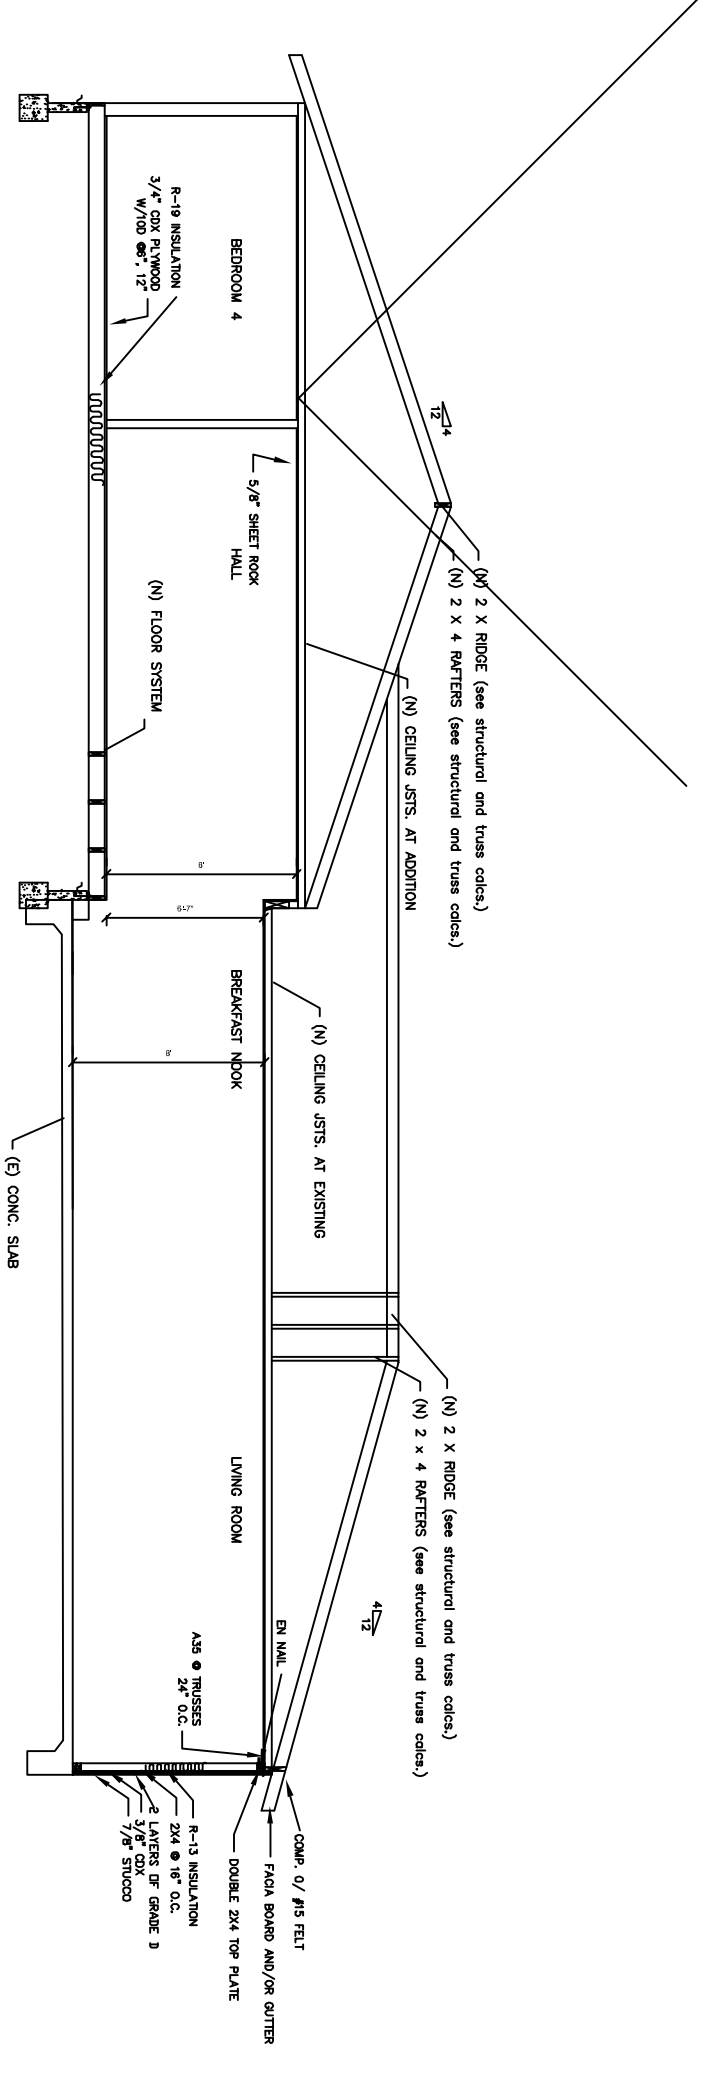 (N) 2 X RIDGE (see structural and truss calcs.)
(N) 2 X 4 RAFTERS (see structural and truss calcs.)
4
12
(N) CEILING JSTS. AT ADDITION
BEDROOM 4
R-19 INSULATION
3/4" CDX PLYWOOD
W/10D @6", 12"
5/8" SHEET ROCK
HALL
(N) FLOOR SYSTEM
8'
6'-7"
BREAKFAST NOOK
8'
(N) CEILING JSTS. AT EXISTING
(E) CONC. SLAB
(N) 2 X RIDGE (see structural and truss calcs.)
(N) 2 x 4 RAFTERS (see structural and truss calcs.)
4
12
LIVING ROOM
EN NAIL
A35 @ TRUSSES
24" O.C.
COMP. O/ #15 FELT
FACIA BOARD AND/OR GUTTER
DOUBLE 2X4 TOP PLATE
R-13 INSULATION
2X4 @ 16" O.C.
2 LAYERS OF GRADE D
3/8" CDX
7/8" STUCCO